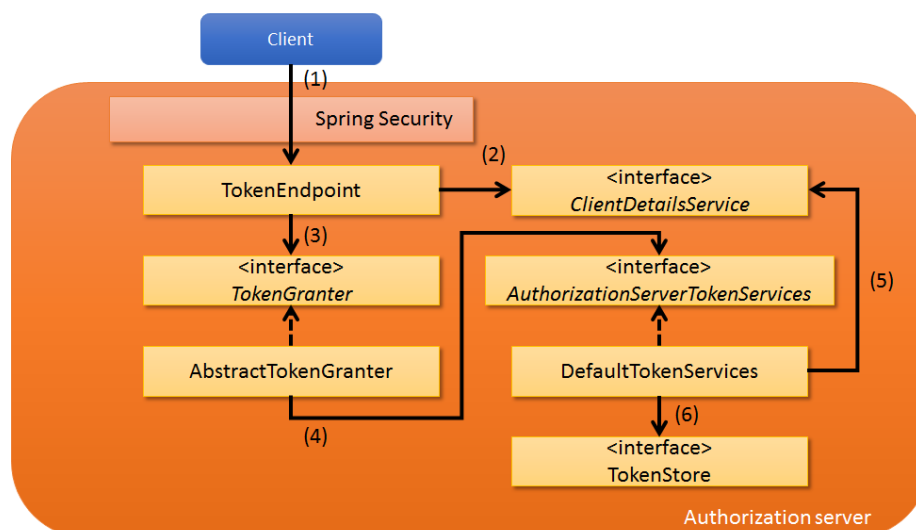 Client
(1)
Spring Security
(2)
TokenEndpoint
<interface>
ClientDetailsService
(3)
<interface>
TokenGranter
<interface>
AuthorizationServerTokenServices
(5)
AbstractTokenGranter
DefaultTokenServices
(4)
(6)
<interface>
TokenStore
Authorization server